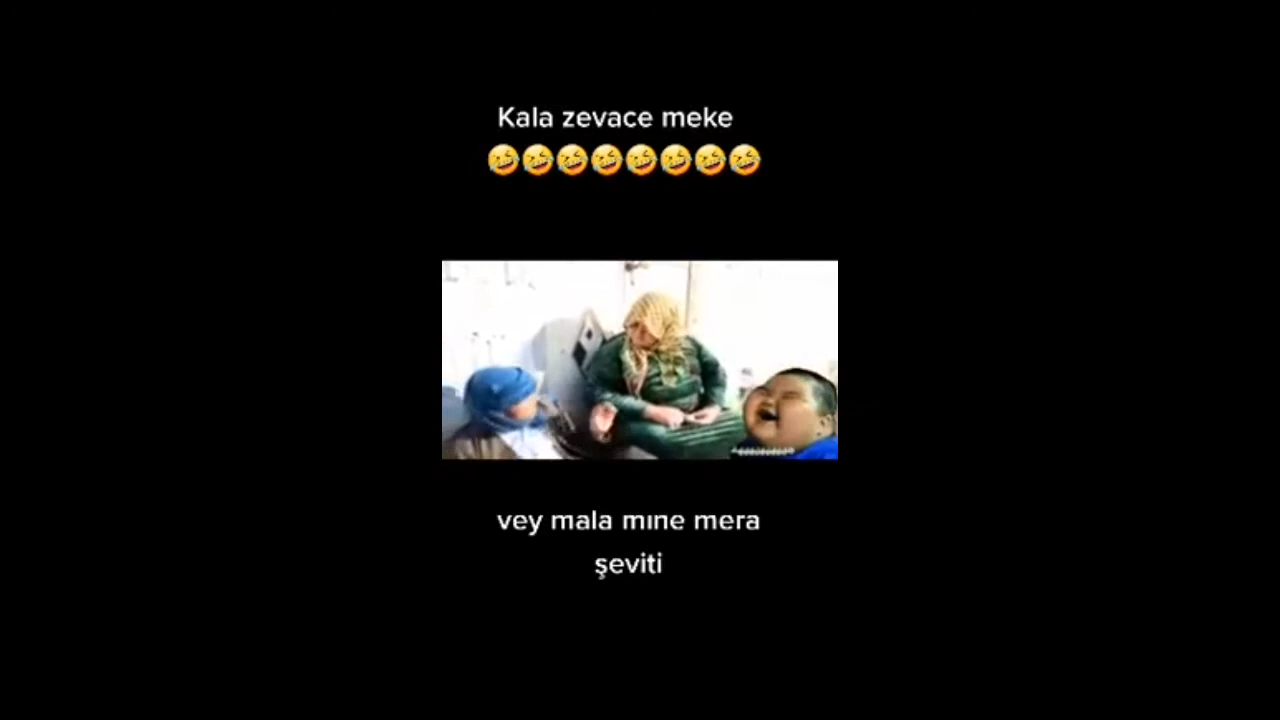 Kala zevace meke
🤣🤣🤣🤣🤣🤣🤣🤣
vey mala mıne mera
şeviti